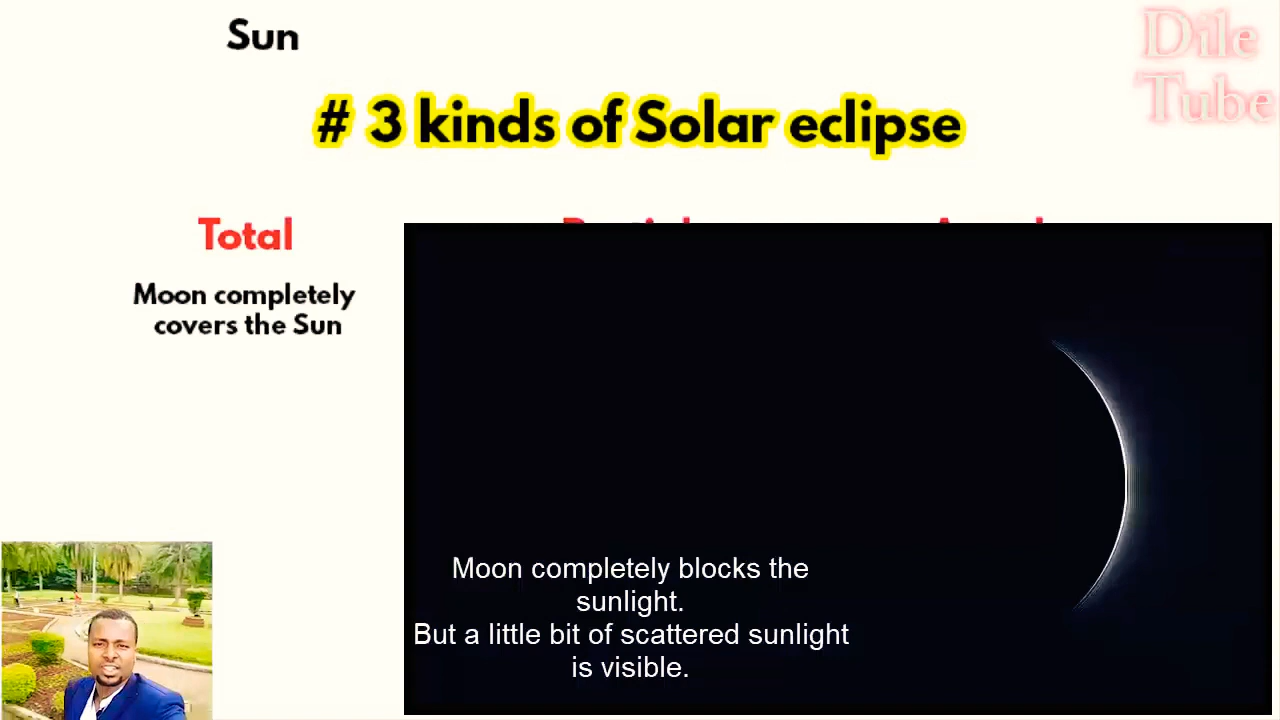 Sun
Dile
Tube
# 3 kinds of Solar eclipse
Total
Moon completely
covers the Sun
Moon completely blocks the
sunlight.
But a little bit of scattered sunlight
is visible.